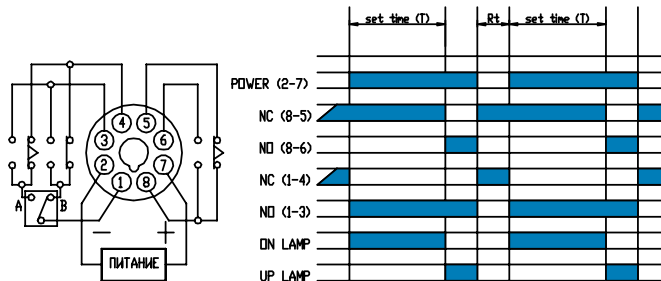 set time (T) Rt set time (T)
POWER (2-7)
NC (8-5)
NO (8-6)
NC (1-4)
NO (1-3)
ON LAMP
UP LAMP
4 5
3 6
2 7
1 8
A B
— +
ПИТАНИЕ